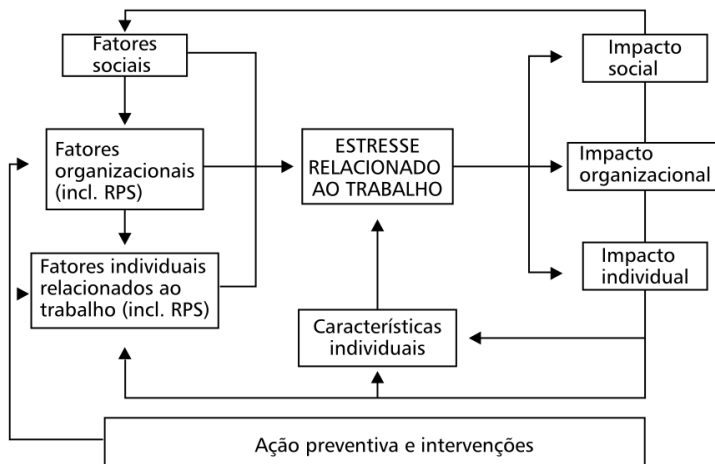 Fatores
sociais
Impacto
social
Fatores
organizacionais
(incl. RPS)
ESTRESSE
RELACIONADO
AO TRABALHO
Impacto
organizacional
Fatores individuais
relacionados ao
trabalho (incl. RPS)
Impacto
individual
Características
individuais
Ação preventiva e intervenções